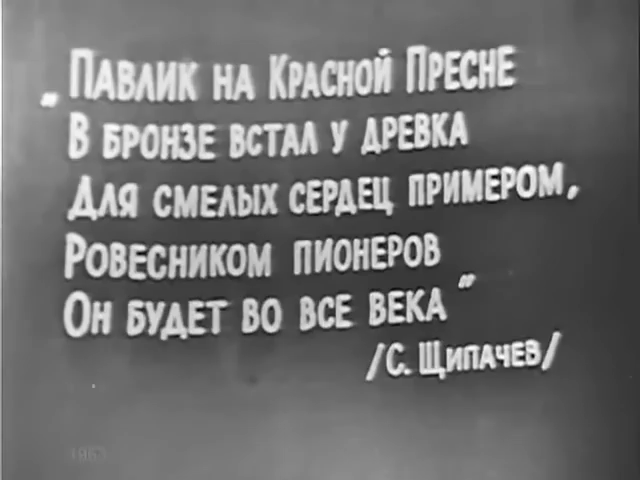 „Павлик на Красной Пресне
В бронзе встал у древка
Для смелых сердец примером,
Ровесником пионеров
Он будет во все века"
/С. Щипачев/